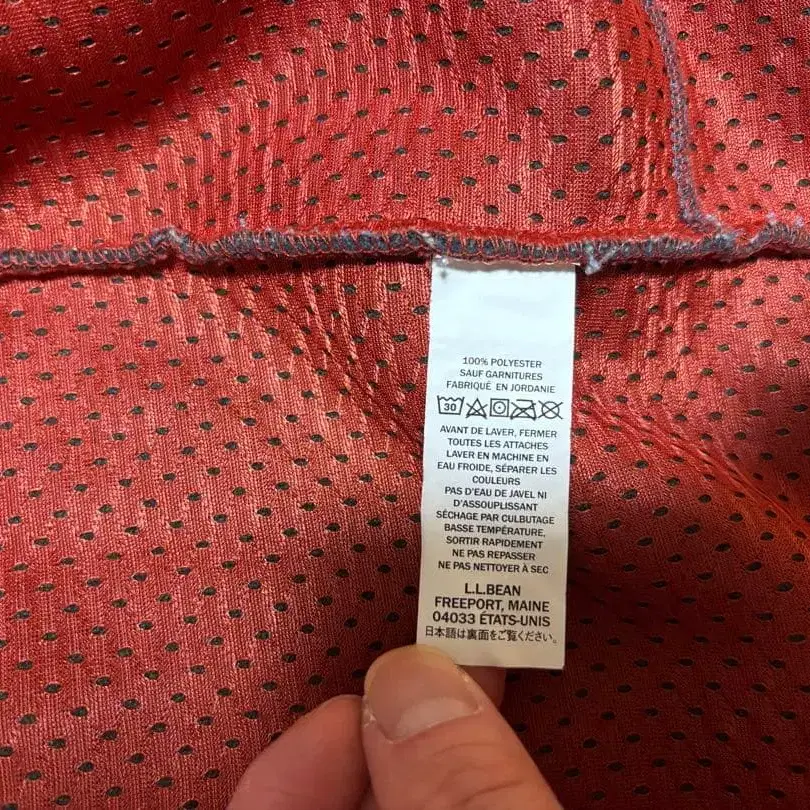 100% POLYESTER
SAUF GARNITURES
FABRIQUÉ EN JORDANIE
30
AVANT DE LAVER, FERMER
TOUTES LES ATTACHES
LAVER EN MACHINE EN
EAU FROIDE, SÉPARER LES
COULEURS
PAS D'EAU DE JAVEL NI
D'ASSOUPLISSANT
SÉCHAGE PAR CULBUTAGE
BASSE TEMPÉRATURE,
SORTIR RAPIDEMENT
NE PAS REPASSER
NE PAS NETTOYER À SEC
L.L.BEAN
FREEPORT, MAINE
04033 ÉTATS-UNIS
日本語は裏面をご覧ください。